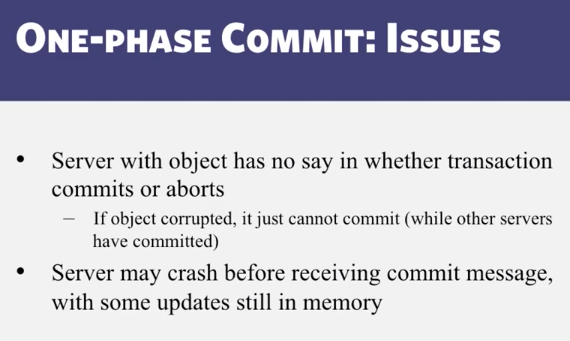 One-phase Commit: Issues
• Server with object has no say in whether transaction
commits or aborts
– If object corrupted, it just cannot commit (while other servers
have committed)
• Server may crash before receiving commit message,
with some updates still in memory